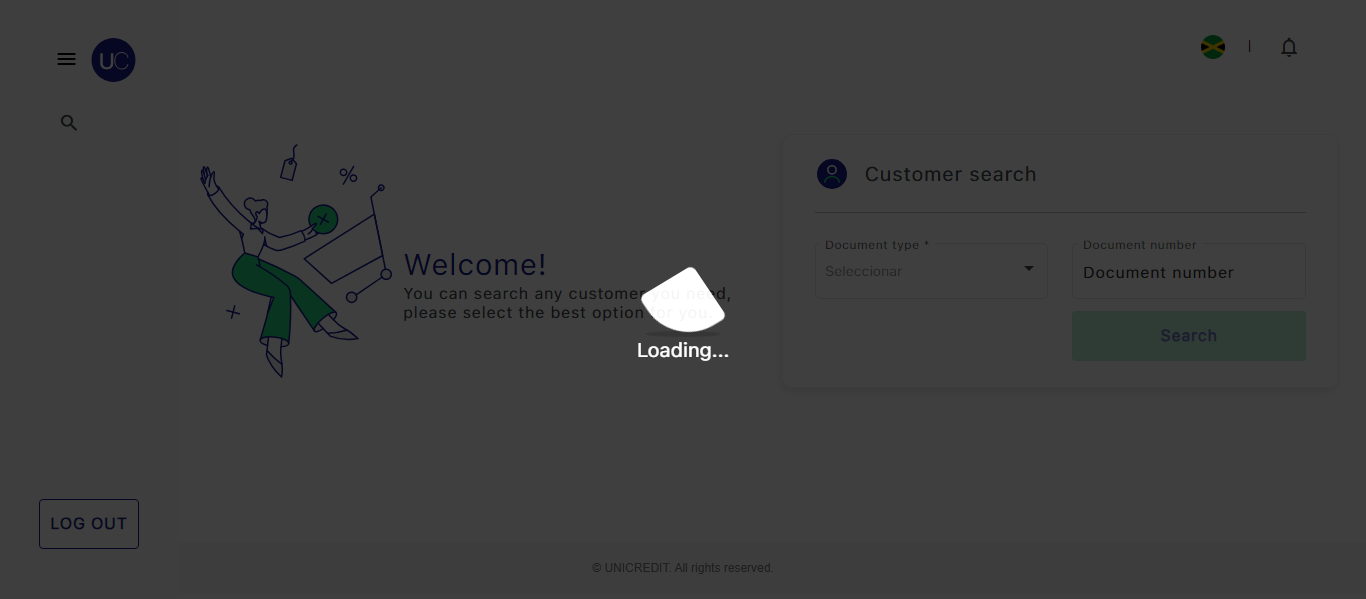 UC
|
%
Customer search
Document type *
Seleccionar
Document number
Document number
Search
Welcome!
You can search any customer you need,
please select the best option for you.
Loading...
LOG OUT
© UNICREDIT. All rights reserved.